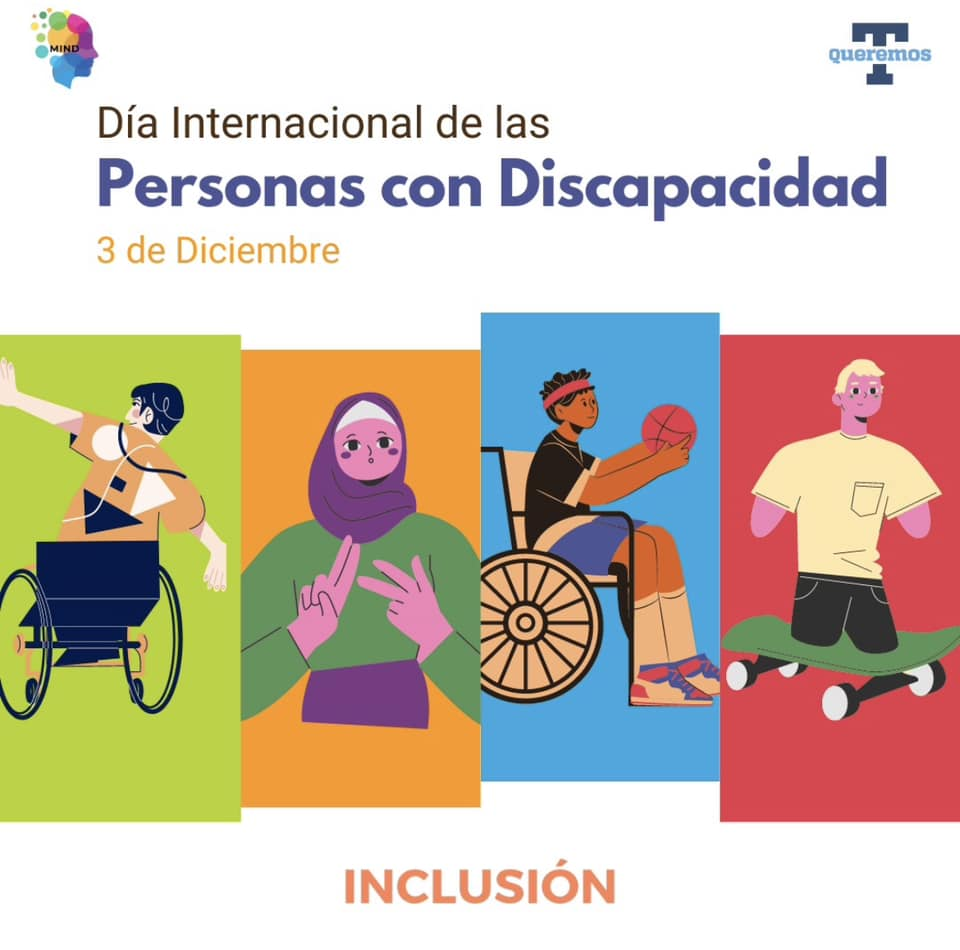 MIND
T
queremos
Día Internacional de las
Personas con Discapacidad
3 de Diciembre
INCLUSIÓN